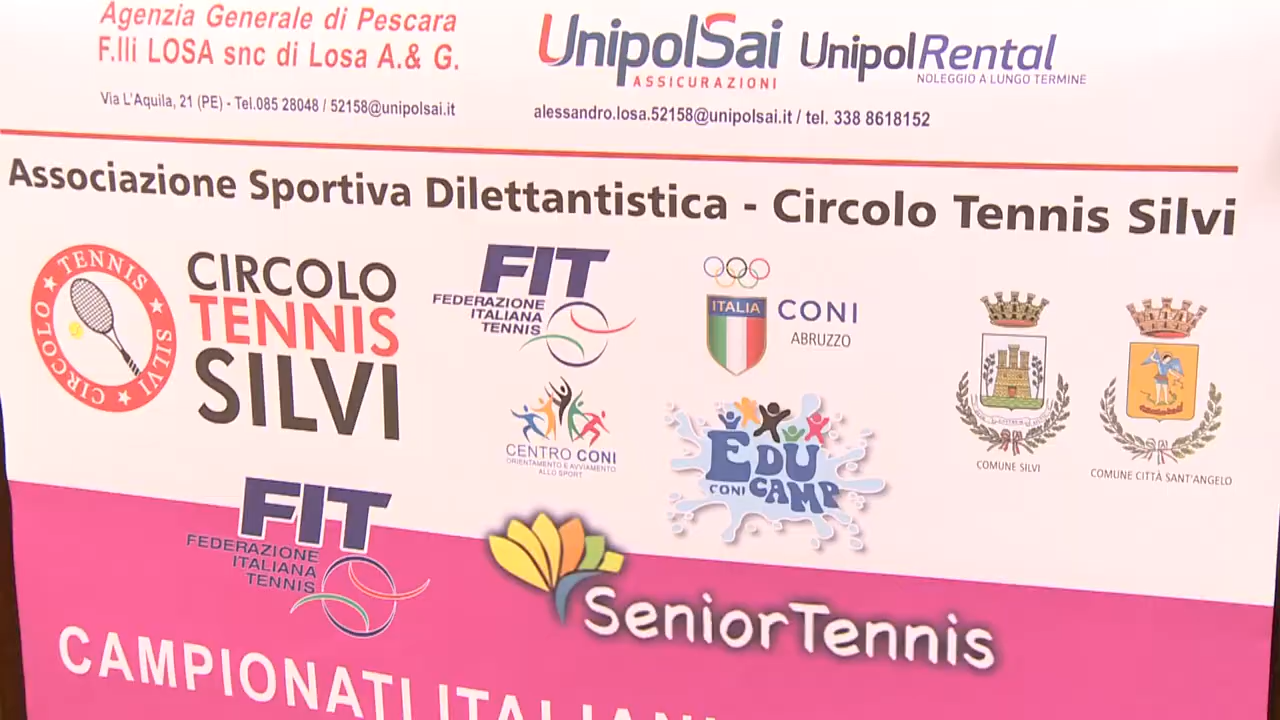 Agenzia Generale di Pescara
F.lli LOSA snc di Losa A.& G.
Via L'Aquila, 21 (PE) - Tel.085 28048 / 52158@unipolsai.it
UnipolSai
ASSICURAZIONI
UnipolRental
NOLEGGIO A LUNGO TERMINE
alessandro.losa.52158@unipolsai.it / tel. 338 8618152
Associazione Sportiva Dilettantistica - Circolo Tennis Silvi
TENNIS ★ SILVI ★ CIRCOLO
CIRCOLO
TENNIS
SILVI
FIT
FEDERAZIONE
ITALIANA
TENNIS
ITALIA
CONI
ABRUZZO
CENTRO CONI
ORIENTAMENTO E AVVIAMENTO
ALLO SPORT
EDU
CONI CAMP
COMUNE SILVI
COMUNE CITTÀ SANT'ANGELO
FIT
FEDERAZIONE
ITALIANA
TENNIS
SeniorTennis
CAMPIONATI ITALIANI